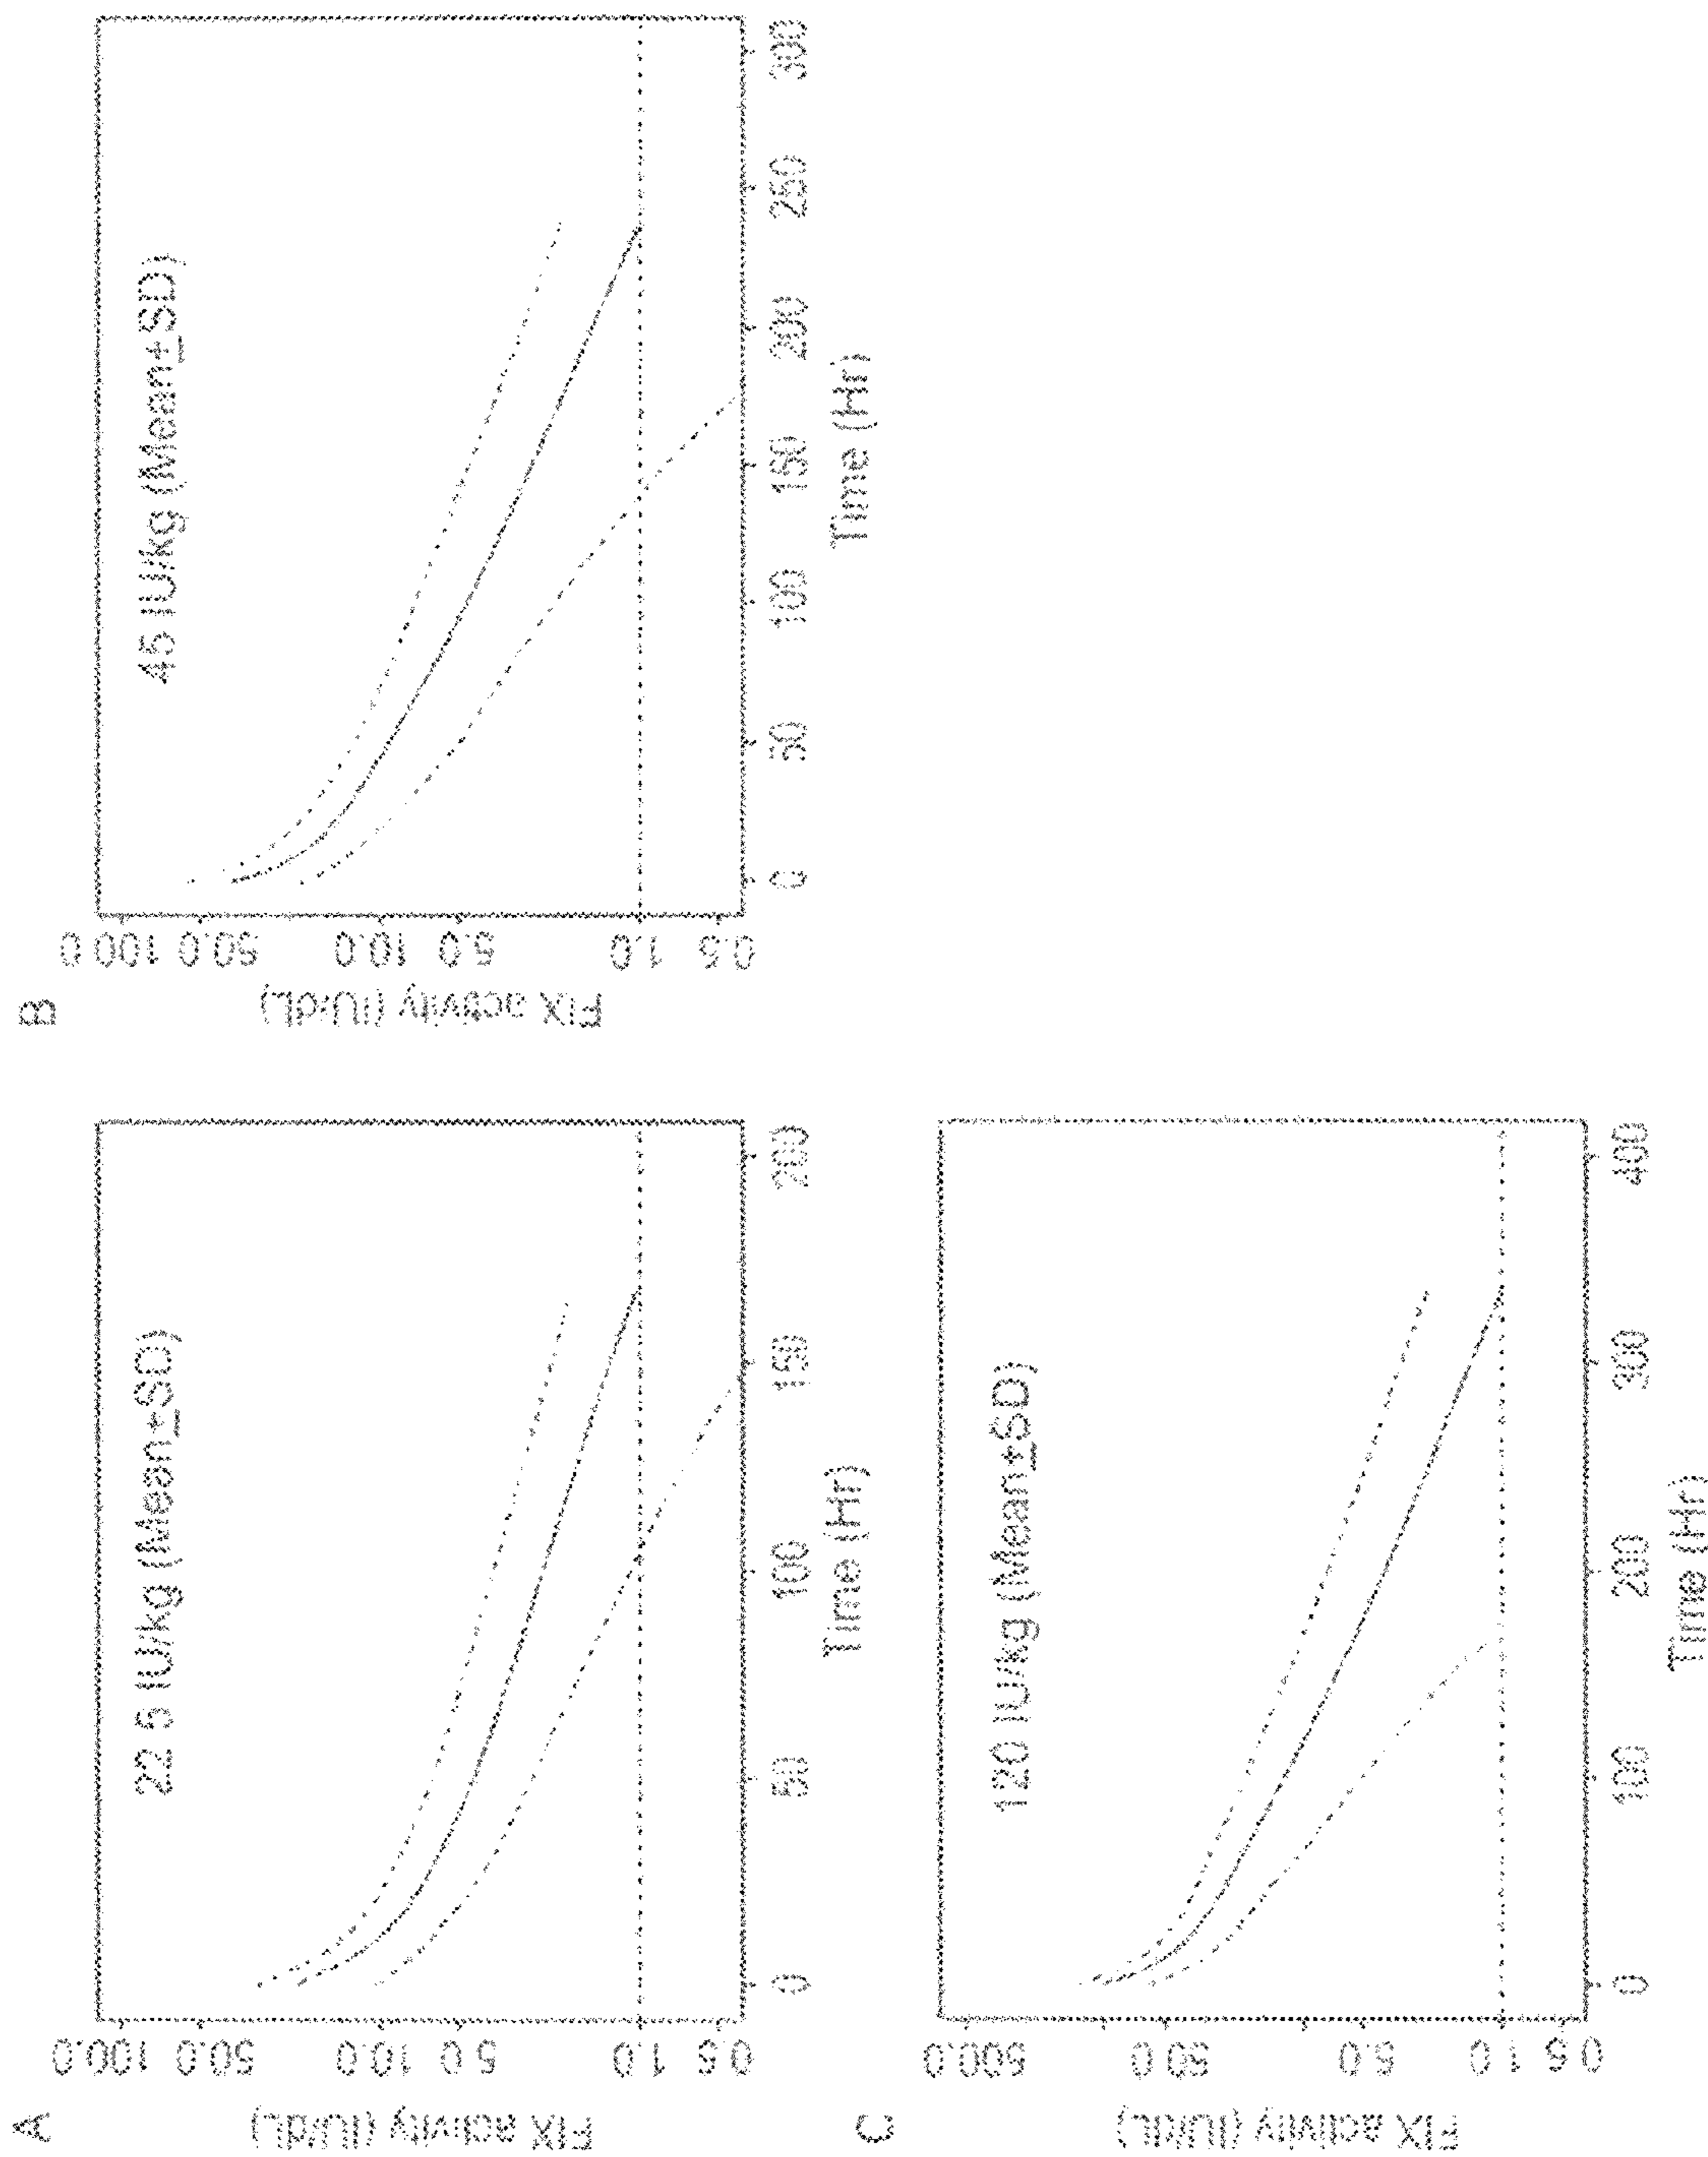 A
22 5 IU/kg (Mean±SD)
FIX activity (IU/dL)
100.0
50.0
10.0
5.0
1.0
0.5
0
50
100
150
200
Time (Hr)
B
45 IU/kg (Mean±SD)
FIX activity (IU/dL)
100.0
50.0
10.0
5.0
1.0
0.5
0
50
100
150
200
250
300
Time (Hr)
C
120 IU/kg (Mean±SD)
FIX activity (IU/dL)
500.0
50.0
5.0
1.0
0.5
0
100
200
300
400
Time (Hr)